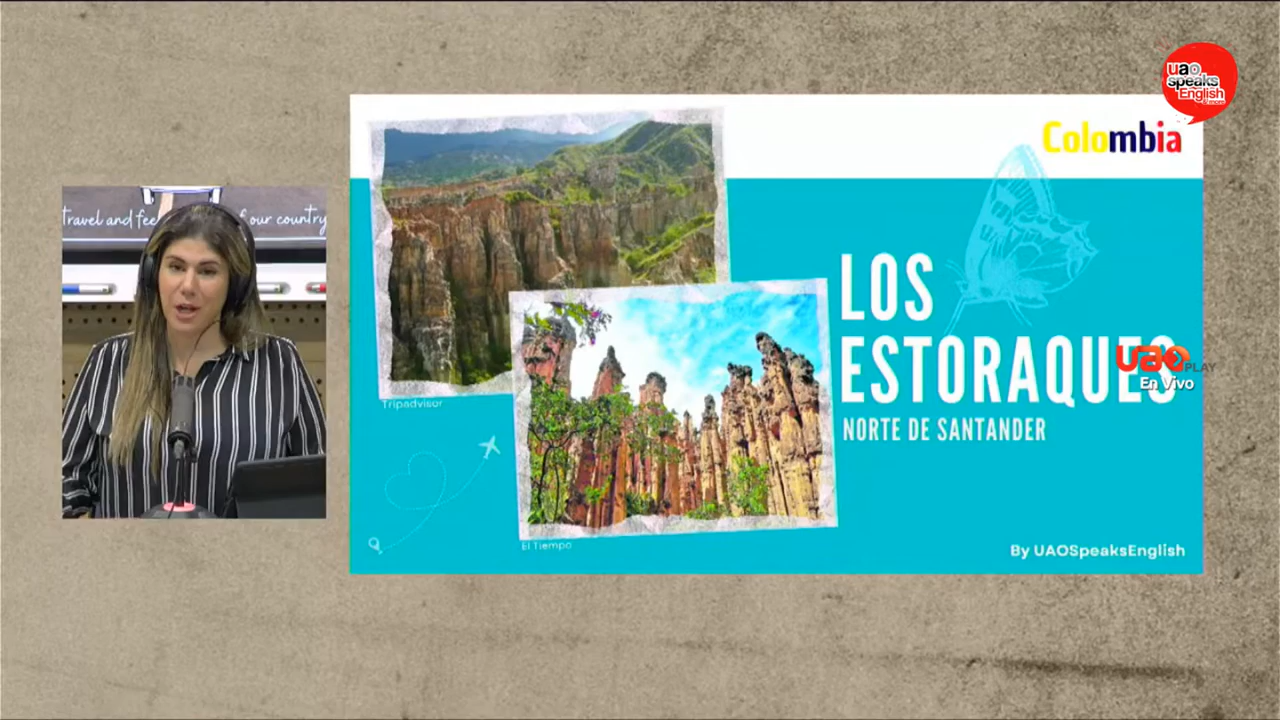 uao
speaks
English
Colombia
travel and fee
of our country
LOS
ESTORAQUES
UAO PLAY
En Vivo
NORTE DE SANTANDER
Tripadvisor
El Tiempo
By UAOSpeaksEnglish